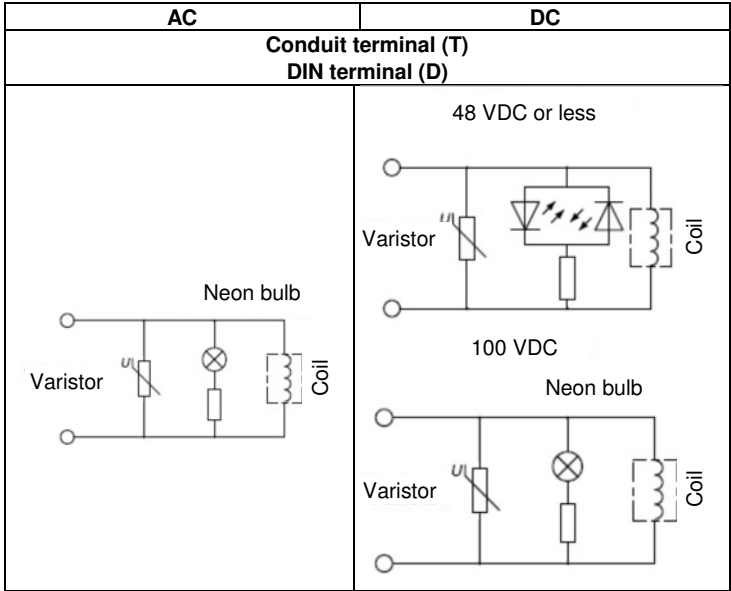 AC
DC
Conduit terminal (T)
DIN terminal (D)
Neon bulb
U
Varistor
Coil
48 VDC or less
U
Varistor
Coil
100 VDC
Neon bulb
U
Varistor
Coil